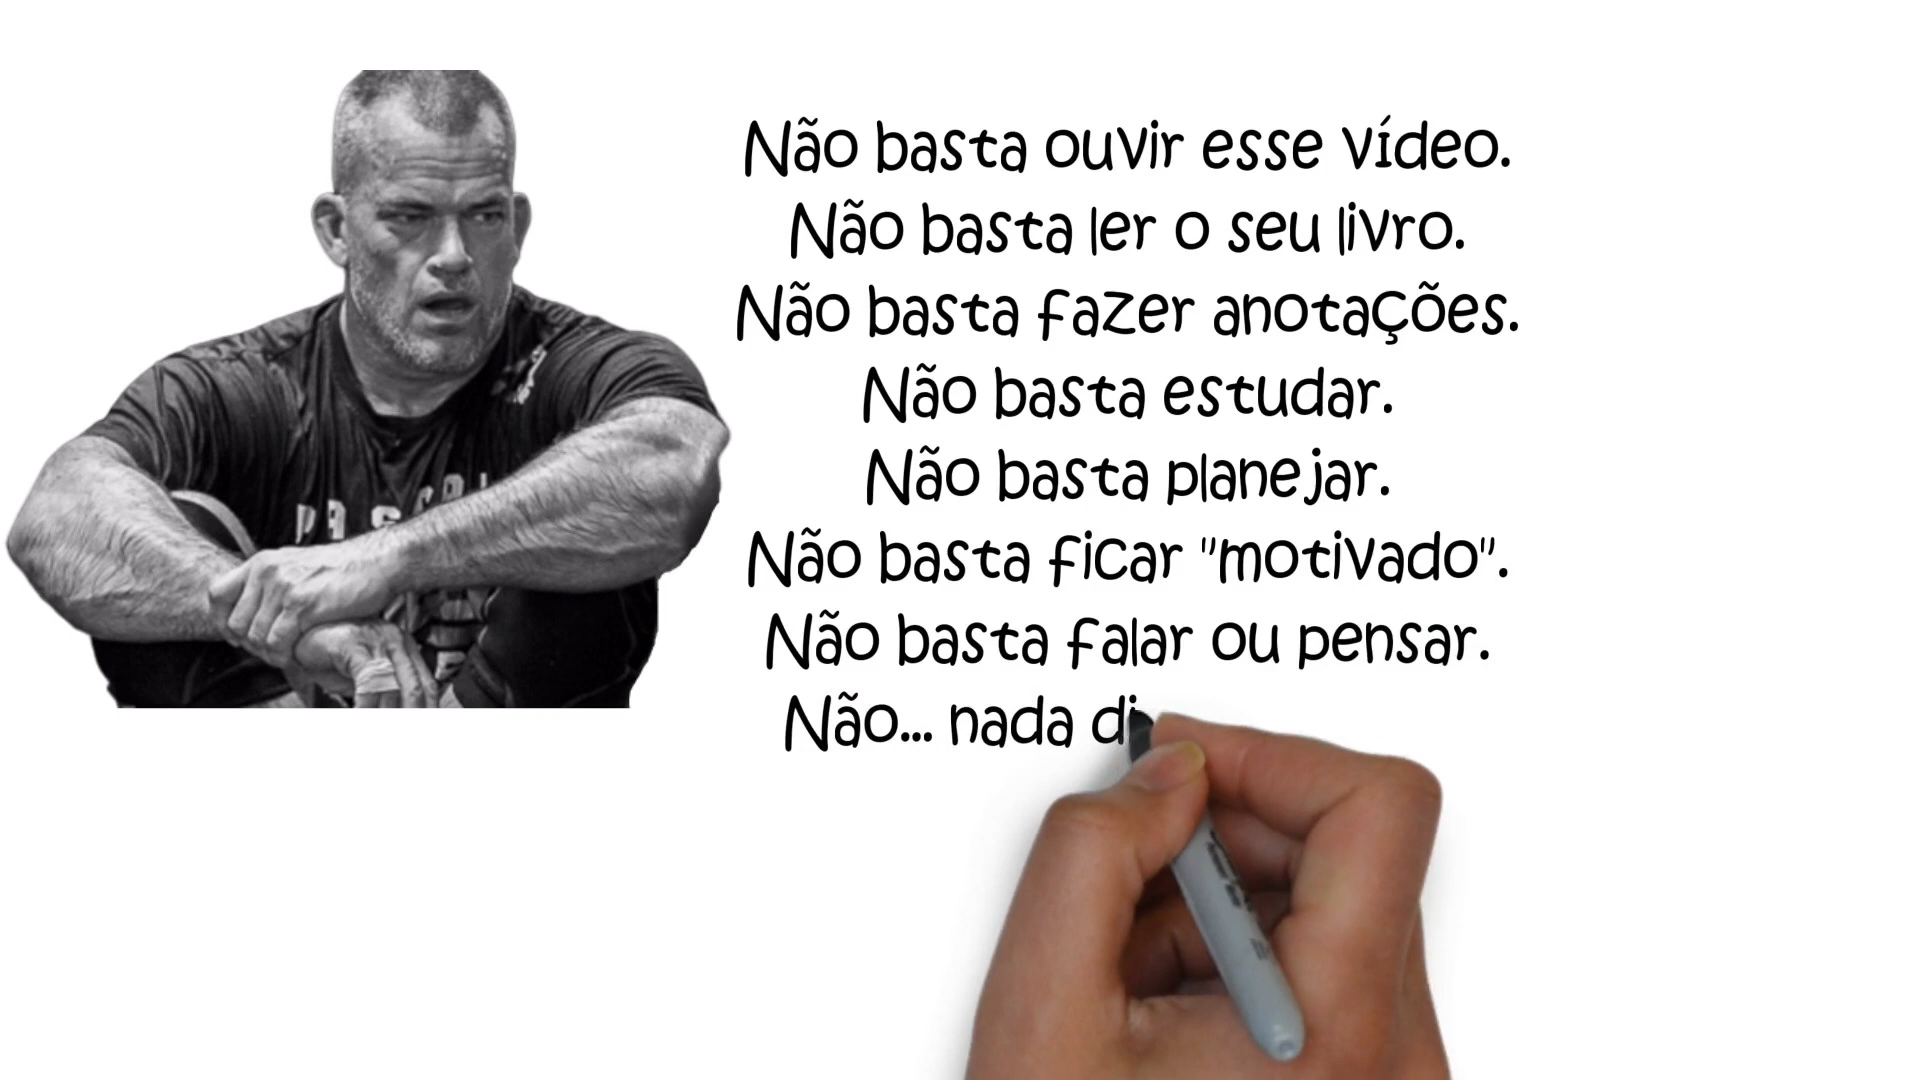 Não basta ouvir esse vídeo.
Não basta ler o seu livro.
Não basta fazer anotações.
Não basta estudar.
Não basta planejar.
Não basta ficar "motivado".
Não basta falar ou pensar.
Não... nada di